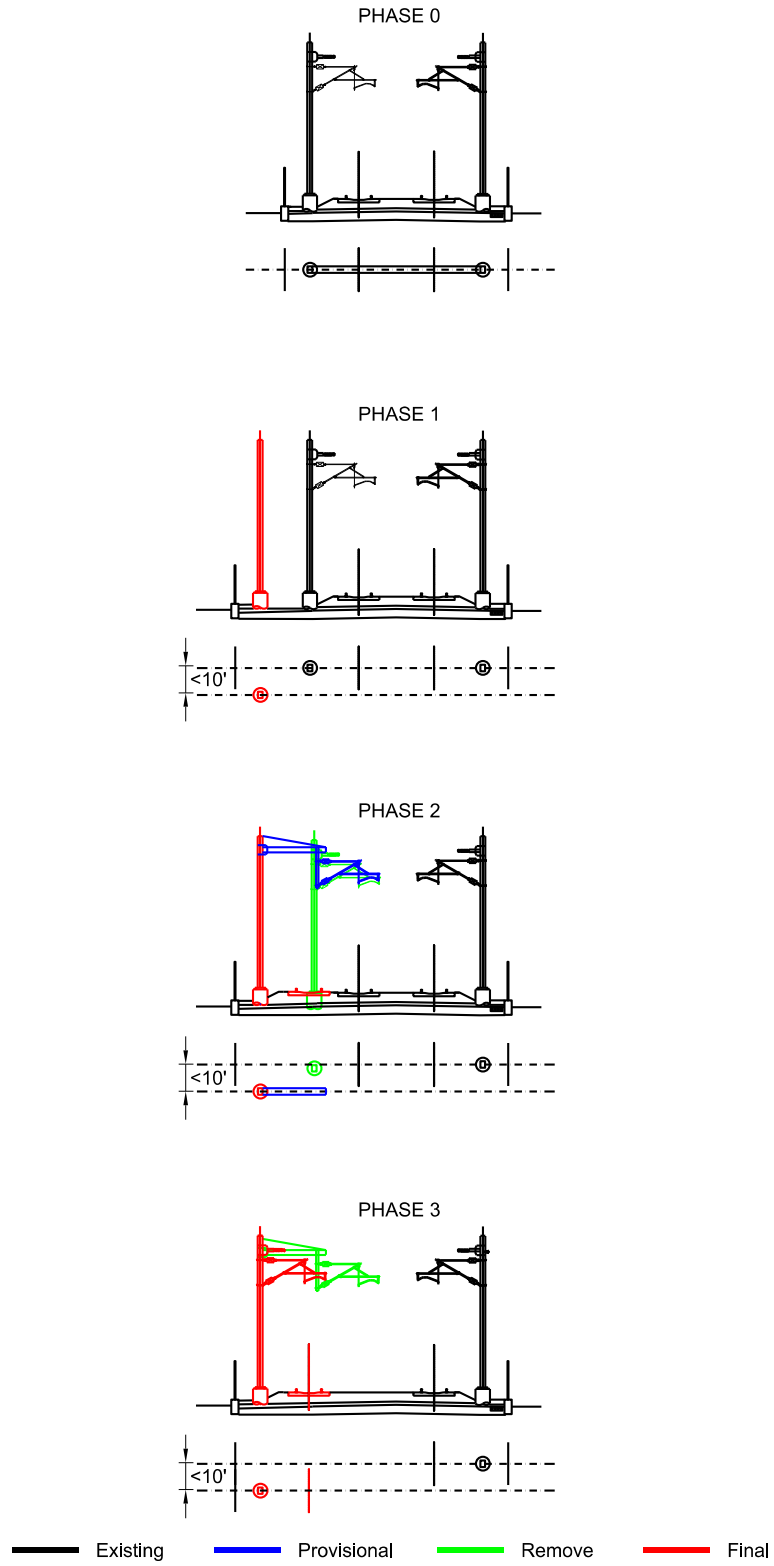 PHASE 0
PHASE 1
<10'
PHASE 2
<10'
PHASE 3
<10'
Existing Provisional Remove Final